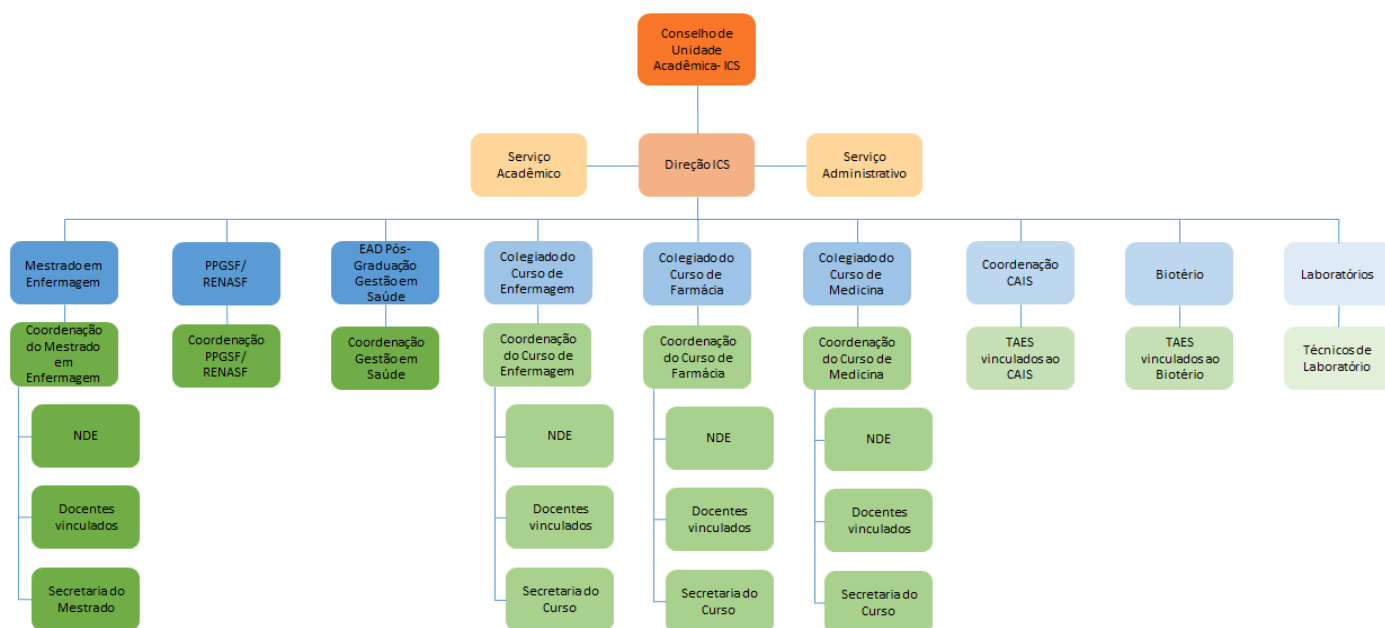 Conselho de
Unidade
Acadêmica- ICS
Serviço
Acadêmico
Direção ICS
Serviço
Administrativo
Mestrado em
Enfermagem
PPGSF/
RENASF
EAD Pós-
Graduação
Gestão em
Saúde
Colegiado do
Curso de
Enfermagem
Colegiado do
Curso de
Farmácia
Colegiado do
Curso de
Medicina
Coordenação
CAIS
Biotério
Laboratórios
Coordenação
do Mestrado
em
Enfermagem
Coordenação
PPGSF/
RENASF
Coordenação
Gestão em
Saúde
Coordenação
do Curso de
Enfermagem
Coordenação
do Curso de
Farmácia
Coordenação
do Curso de
Medicina
TAES
vinculados ao
CAIS
TAES
vinculados ao
Biotério
Técnicos de
Laboratório
NDE
NDE
NDE
NDE
Docentes
vinculados
Docentes
vinculados
Docentes
vinculados
Docentes
vinculados
Secretaria do
Mestrado
Secretaria do
Curso
Secretaria do
Curso
Secretaria do
Curso